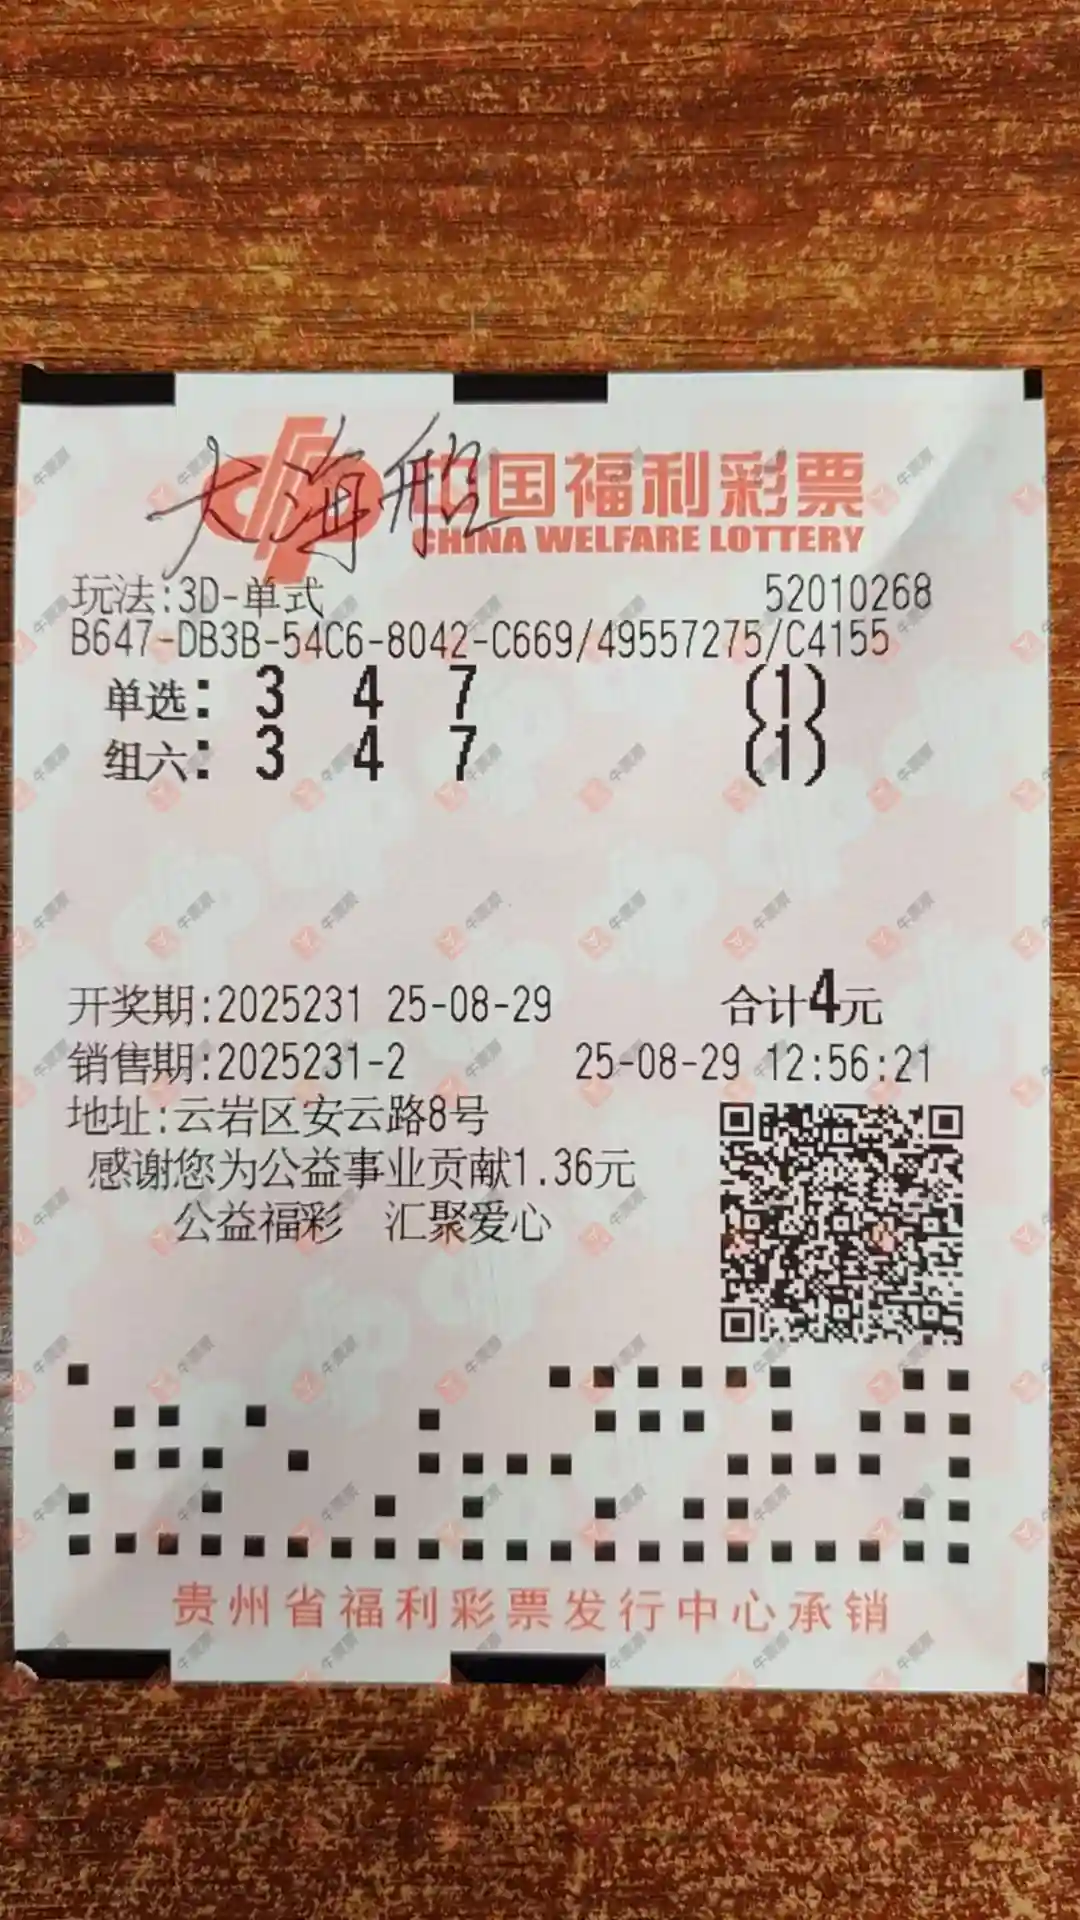 大海船
中国福利彩票
CHINA WELFARE LOTTERY
玩法:3D-单式 52010268
B647-DB3B-54C6-8042-C669/49557275/C4155
单选: 3 4 7 (1)
组六: 3 4 7 (1)
开奖期:2025231 25-08-29 合计4元
销售期:2025231-2 25-08-29 12:56:21
地址:云岩区安云路8号
感谢您为公益事业贡献1.36元
公益福彩 汇聚爱心
贵州省福利彩票发行中心承销